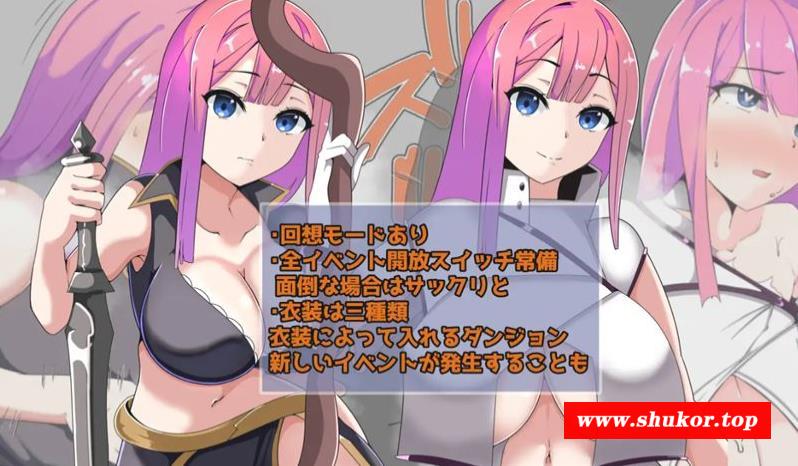 ズズ
・回想モードあり
・全イベント開放スイッチ常備
面倒な場合はサックリと
・衣装は三種類
衣装によって入れるダンジョン
新しいイベントが発生することも
www.shukor.top